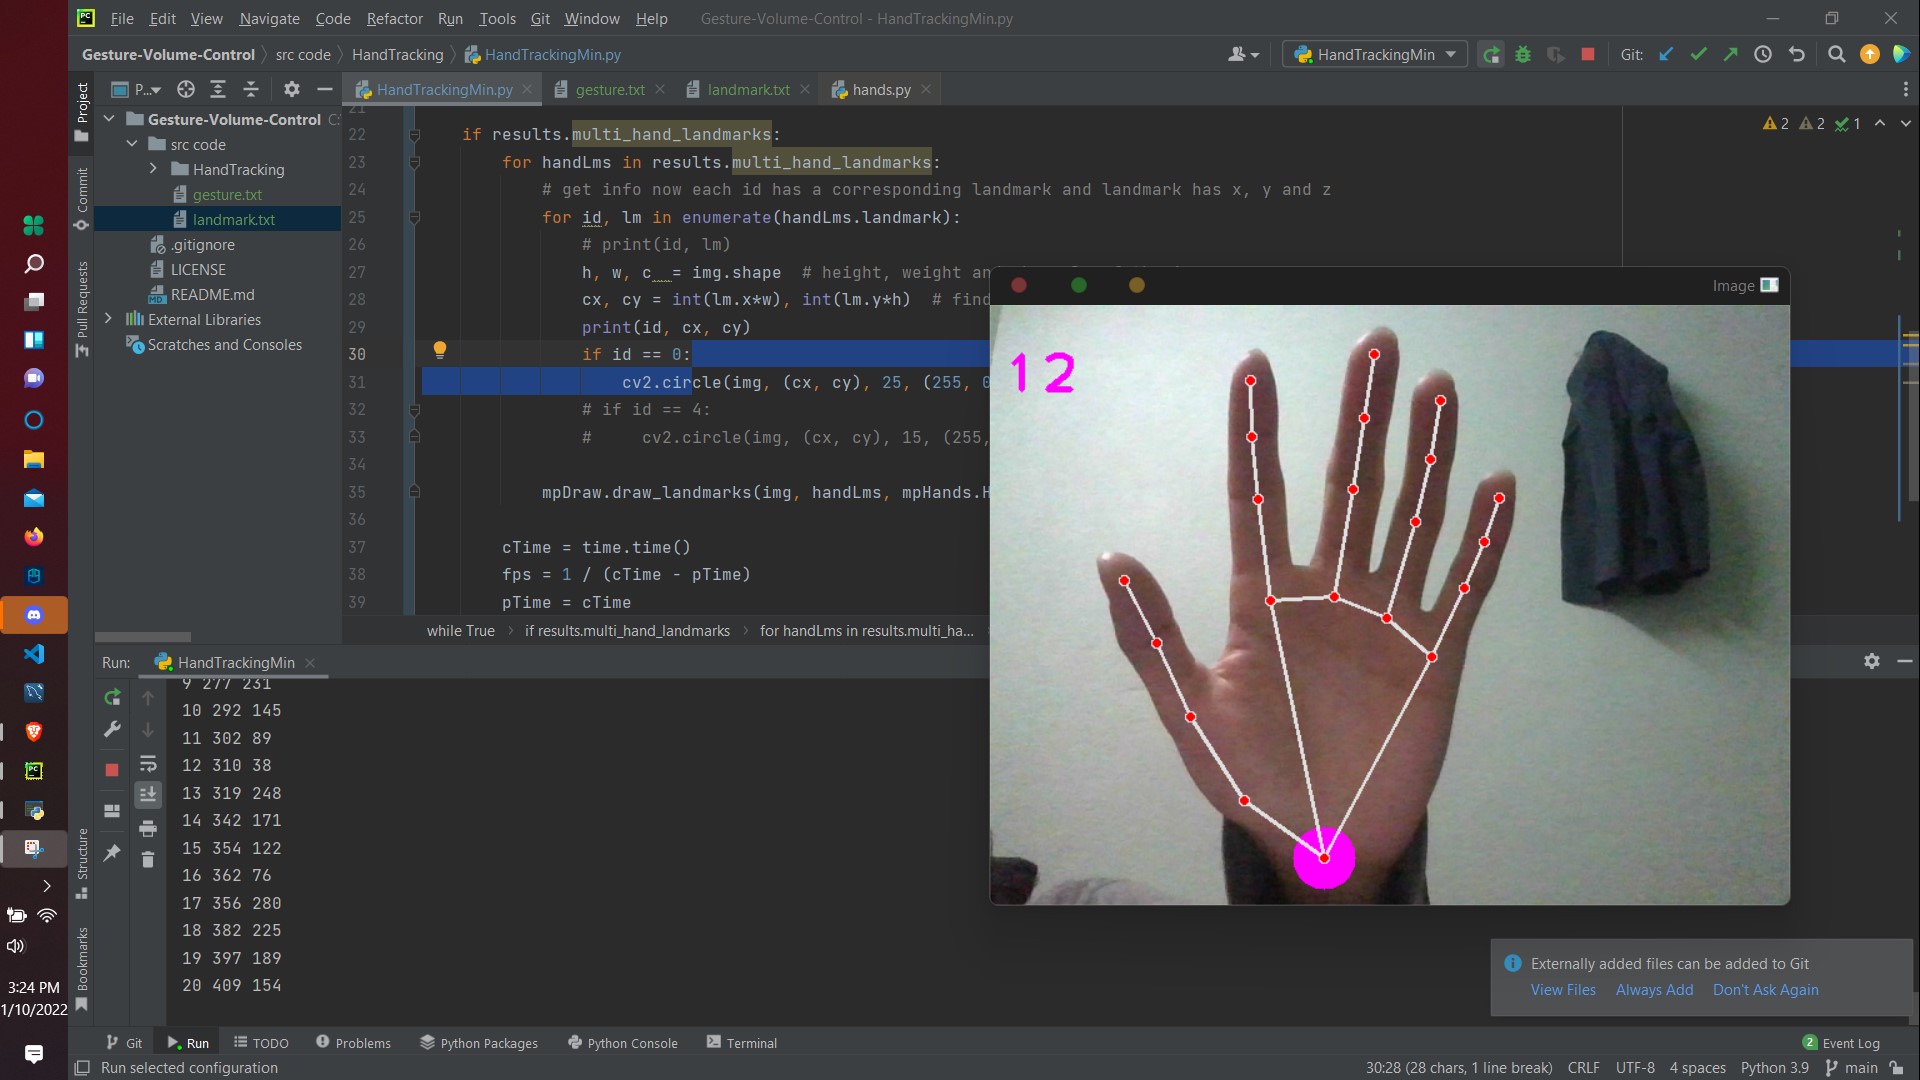 File Edit View Navigate Code Refactor Run Tools Git Window Help Gesture-Volume-Control - HandTrackingMin.py
Gesture-Volume-Control src code HandTracking HandTrackingMin.py HandTrackingMin Git:
Project P... HandTrackingMin.py gesture.txt landmark.txt hands.py
Gesture-Volume-Control C:
src code
HandTracking
gesture.txt
landmark.txt
.gitignore
LICENSE
README.md
External Libraries
Scratches and Consoles
Commit
Pull Requests
2 2 1
21
22 if results.multi_hand_landmarks:
23 for handLms in results.multi_hand_landmarks:
24 # get info now each id has a corresponding landmark and landmark has x, y and z
25 for id, lm in enumerate(handLms.landmark):
26 # print(id, lm)
27 h, w, c = img.shape # height, weight an
28 cx, cy = int(lm.x*w), int(lm.y*h) # find
29 print(id, cx, cy)
30 if id == 0:
31 cv2.circle(img, (cx, cy), 25, (255, 0
32 # if id == 4:
33 # cv2.circle(img, (cx, cy), 15, (255,
34
35 mpDraw.draw_landmarks(img, handLms, mpHands.H
36
37 cTime = time.time()
38 fps = 1 / (cTime - pTime)
39 pTime = cTime
while True if results.multi_hand_landmarks for handLms in results.multi_ha...
Image
12
Run: HandTrackingMin
9 277 231
10 292 145
11 302 89
12 310 38
13 319 248
14 342 171
15 354 122
16 362 76
17 356 280
18 382 225
19 397 189
20 409 154
Structure
Bookmarks
3:24 PM
1/10/2022
Externally added files can be added to Git
View Files Always Add Don't Ask Again
Git Run TODO Problems Python Packages Python Console Terminal 2 Event Log
Run selected configuration 30:28 (28 chars, 1 line break) CRLF UTF-8 4 spaces Python 3.9 main